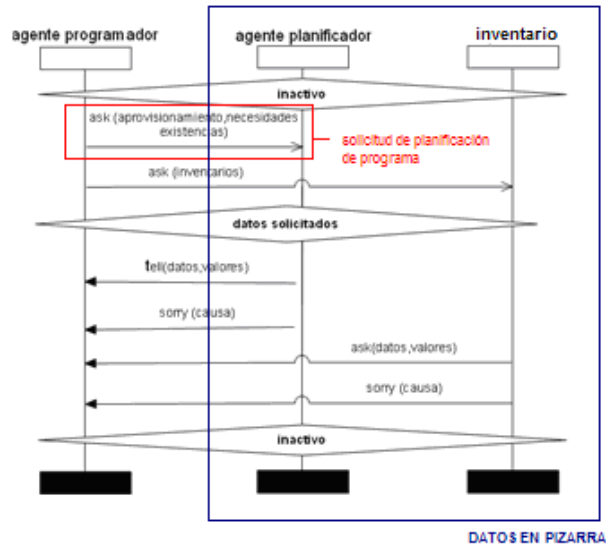 agente programador
agente planificador
inventario
inactivo
ask (aprovisionamiento,necesidades
existencias)
solicitud de planificación
de programa
ask (inventarios)
datos solicitados
tell(datos,valores)
sorry (causa)
ask(datos,valores)
sorry (causa)
inactivo
DATOS EN PIZARRA